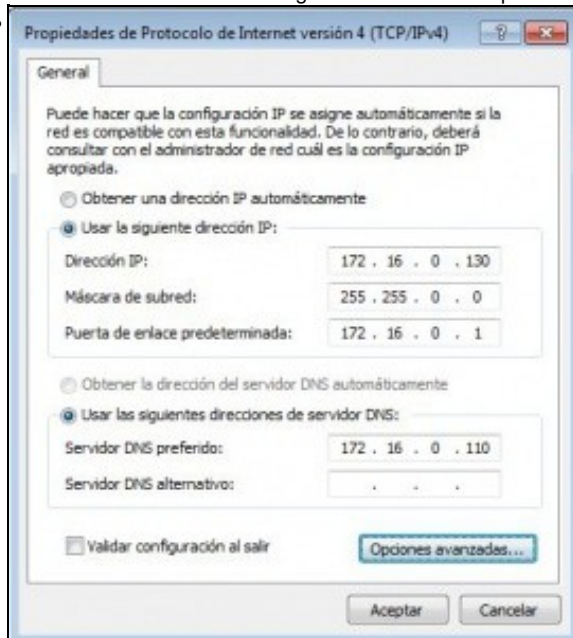 Propiedades de Protocolo de Internet versión 4 (TCP/IPv4)
General
Puede hacer que la configuración IP se asigne automáticamente si la
red es compatible con esta funcionalidad. De lo contrario, deberá
consultar con el administrador de red cuál es la configuración IP
apropiada.
Obtener una dirección IP automáticamente
Usar la siguiente dirección IP:
Dirección IP: 172 . 16 . 0 . 130
Máscara de subred: 255 . 255 . 0 . 0
Puerta de enlace predeterminada: 172 . 16 . 0 . 1
Obtener la dirección del servidor DNS automáticamente
Usar las siguientes direcciones de servidor DNS:
Servidor DNS preferido: 172 . 16 . 0 . 110
Servidor DNS alternativo: . . .
Validar configuración al salir Opciones avanzadas...
Aceptar Cancelar